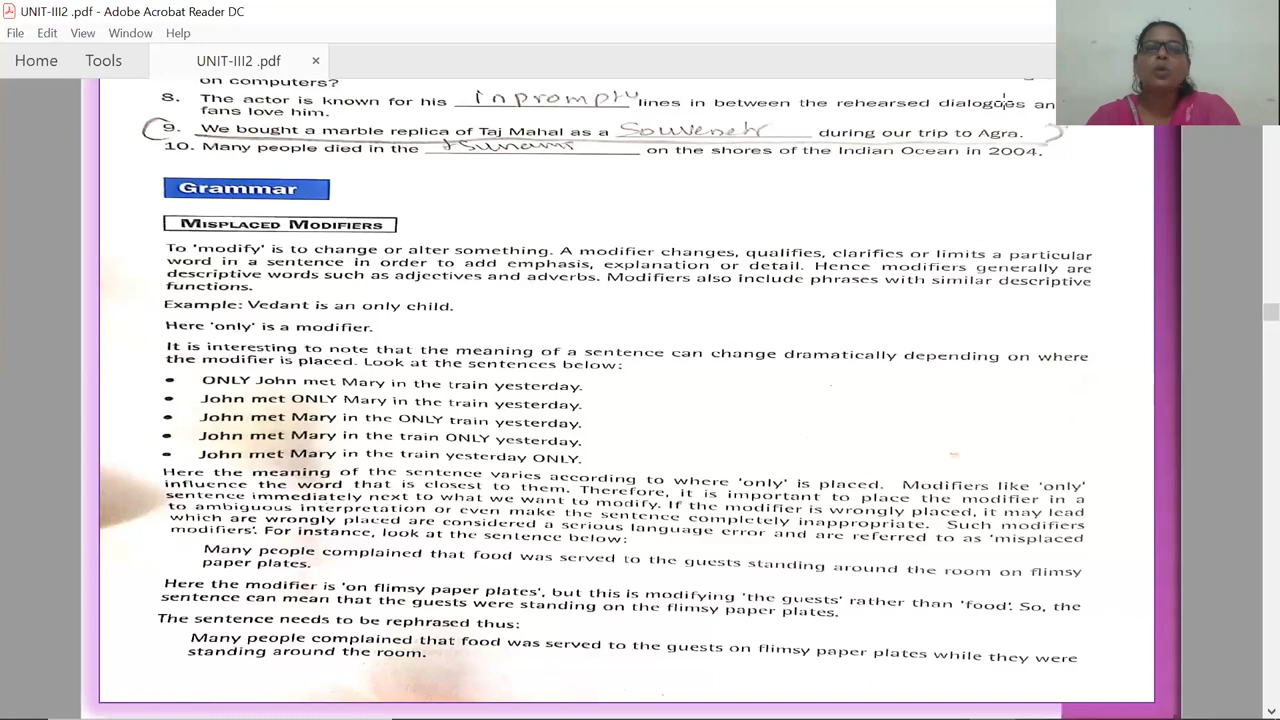 UNIT-III2 .pdf - Adobe Acrobat Reader DC
File Edit View Window Help
Home Tools UNIT-III2 .pdf ×
on computers?
8. The actor is known for his inpromptu lines in between the rehearsed dialogues an
fans love him.
9. We bought a marble replica of Taj Mahal as a Souveneir during our trip to Agra.
10. Many people died in the tsunami on the shores of the Indian Ocean in 2004.
Grammar
MISPLACED MODIFIERS
To 'modify' is to change or alter something. A modifier changes, qualifies, clarifies or limits a particular
word in a sentence in order to add emphasis, explanation or detail. Hence modifiers generally are
descriptive words such as adjectives and adverbs. Modifiers also include phrases with similar descriptive
functions.
Example: Vedant is an only child.
Here 'only' is a modifier.
It is interesting to note that the meaning of a sentence can change dramatically depending on where
the modifier is placed. Look at the sentences below:
• ONLY John met Mary in the train yesterday.
• John met ONLY Mary in the train yesterday.
• John met Mary in the ONLY train yesterday.
• John met Mary in the train ONLY yesterday.
• John met Mary in the train yesterday ONLY.
Here the meaning of the sentence varies according to where 'only' is placed. Modifiers like 'only'
influence the word that is closest to them. Therefore, it is important to place the modifier in a
sentence immediately next to what we want to modify. If the modifier is wrongly placed, it may lead
to ambiguous interpretation or even make the sentence completely inappropriate. Such modifiers
which are wrongly placed are considered a serious language error and are referred to as 'misplaced
modifiers'. For instance, look at the sentence below:
Many people complained that food was served to the guests standing around the room on flimsy
paper plates.
Here the modifier is 'on flimsy paper plates', but this is modifying 'the guests' rather than 'food'. So, the
sentence can mean that the guests were standing on the flimsy paper plates.
The sentence needs to be rephrased thus:
Many people complained that food was served to the guests on flimsy paper plates while they were
standing around the room.